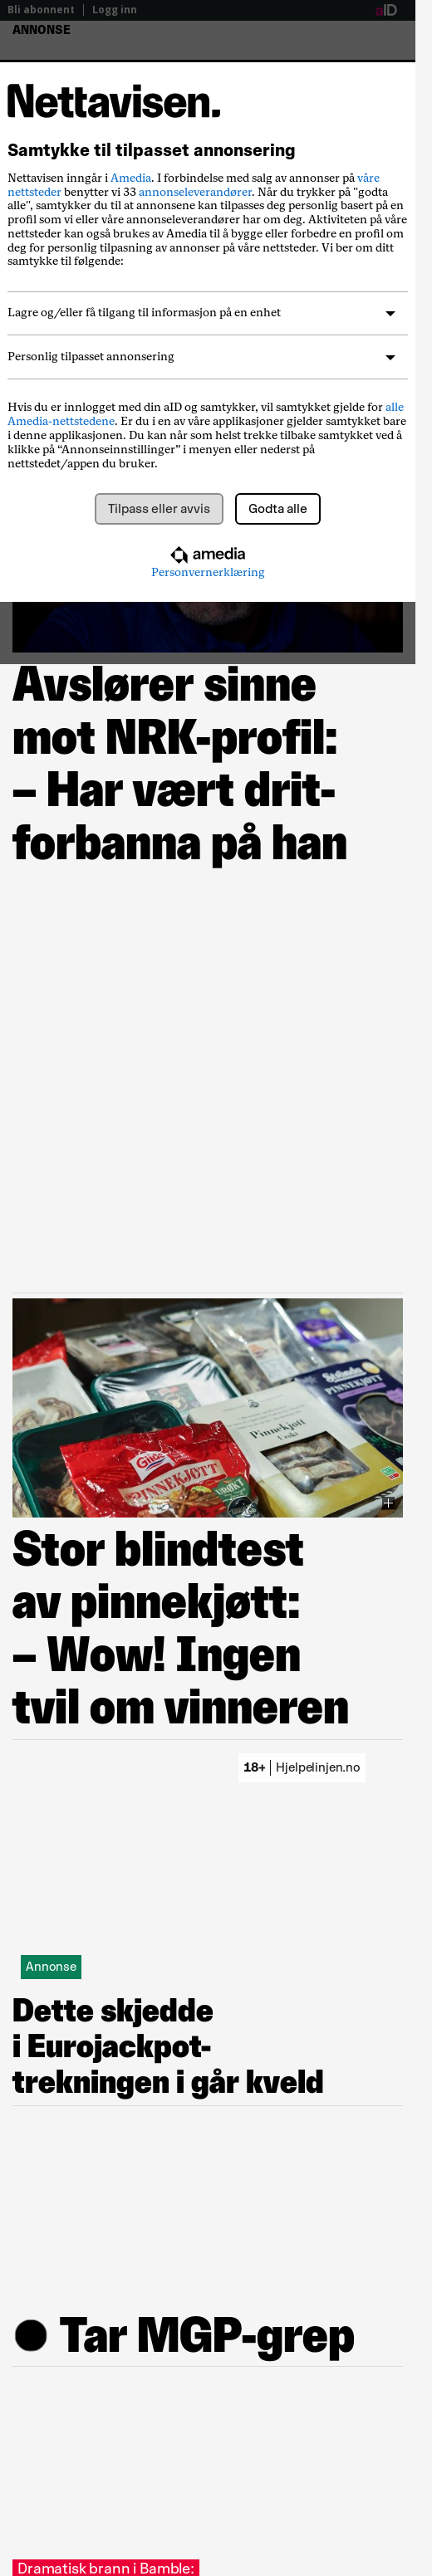 Bli abonnent | Logg inn
aID
ANNONSE
Nettavisen.
Samtykke til tilpasset annonsering
Nettavisen inngår i Amedia. I forbindelse med salg av annonser på våre
nettsteder benytter vi 33 annonseleverandører. Når du trykker på "godta
alle", samtykker du til at annonsene kan tilpasses deg personlig basert på en
profil som vi eller våre annonseleverandører har om deg. Aktiviteten på våre
nettsteder kan også brukes av Amedia til å bygge eller forbedre en profil om
deg for personlig tilpasning av annonser på våre nettsteder. Vi ber om ditt
samtykke til følgende:
Lagre og/eller få tilgang til informasjon på en enhet
Personlig tilpasset annonsering
Hvis du er innlogget med din aID og samtykker, vil samtykket gjelde for alle
Amedia-nettstedene. Er du i en av våre applikasjoner gjelder samtykket bare
i denne applikasjonen. Du kan når som helst trekke tilbake samtykket ved å
klikke på “Annonseinnstillinger” i menyen eller nederst på
nettstedet/appen du bruker.
Tilpass eller avvis
Godta alle
amedia
Personvernerklæring
Avslører sinne
mot NRK-profil:
– Har vært drit-
forbanna på han
Gilde
PINNEKJØTT
RØKT
Pinnekjøtt
PINNEKJØTT
Stor blindtest
av pinnekjøtt:
– Wow! Ingen
tvil om vinneren
18+ | Hjelpelinjen.no
Annonse
Dette skjedde
i Eurojackpot-
trekningen i går kveld
Tar MGP-grep
Dramatisk brann i Bamble: